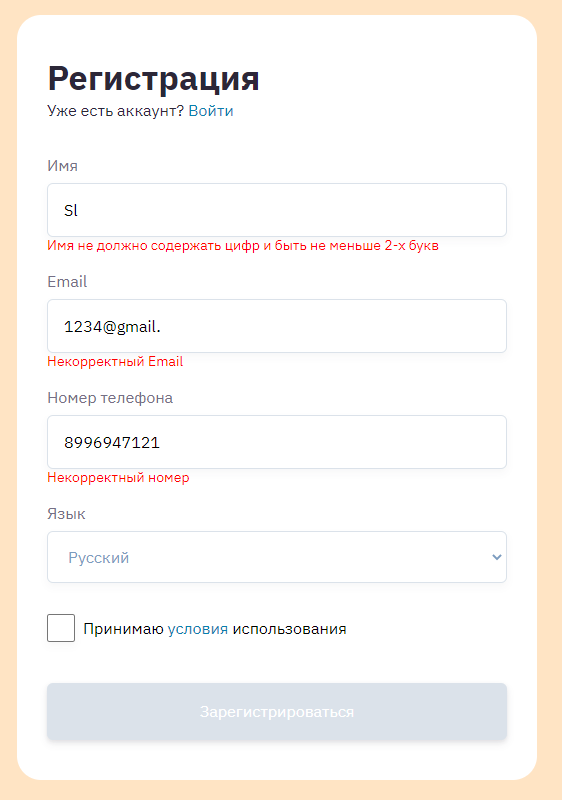 Регистрация
Уже есть аккаунт? Войти
Имя
Sl
Имя не должно содержать цифр и быть не меньше 2-х букв
Email
1234@gmail.
Некорректный Email
Номер телефона
8996947121
Некорректный номер
Язык
Русский
Принимаю условия использования
Зарегистрироваться